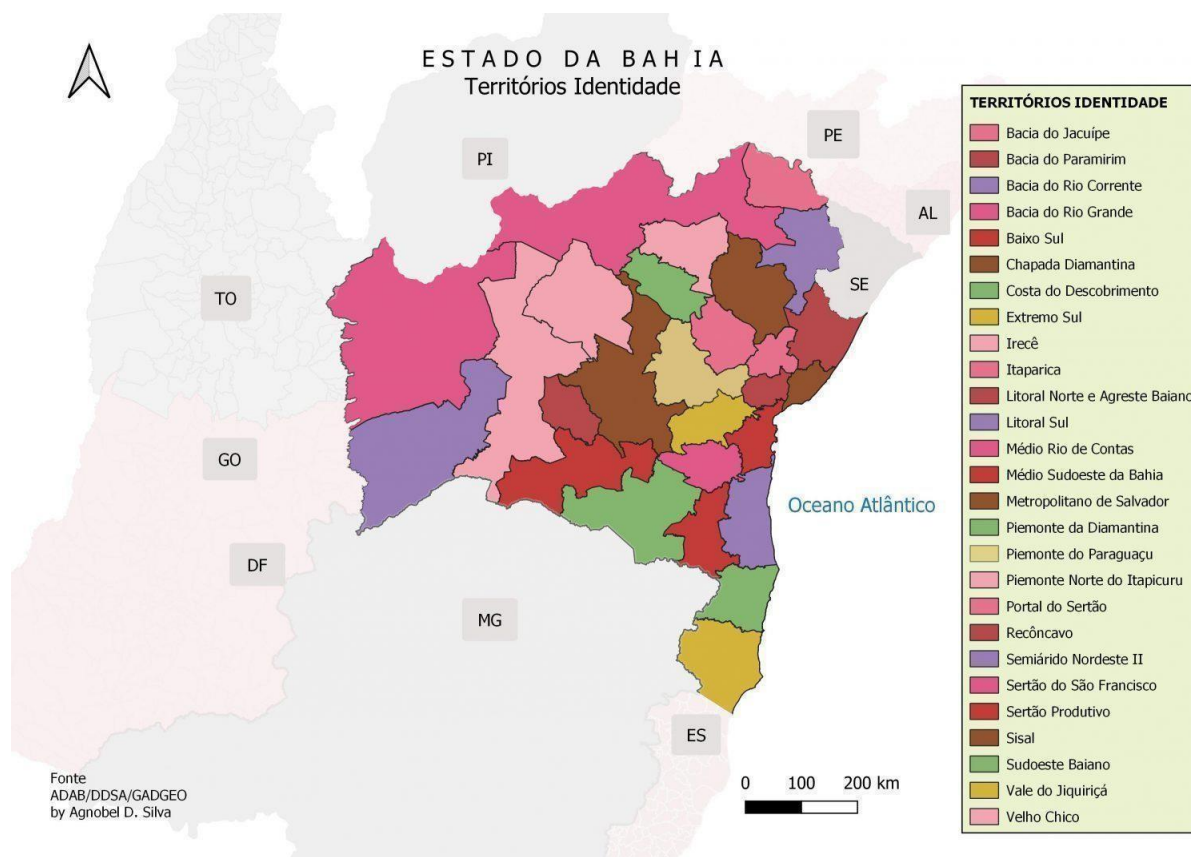 ESTADO DA BAHIA
Territórios Identidade
PI
PE
AL
SE
TO
GO
DF
MG
ES
Oceano Atlântico
TERRITÓRIOS IDENTIDADE
Bacia do Jacuípe
Bacia do Paramirim
Bacia do Rio Corrente
Bacia do Rio Grande
Baixo Sul
Chapada Diamantina
Costa do Descobrimento
Extremo Sul
Irecê
Itaparica
Litoral Norte e Agreste Baiano
Litoral Sul
Médio Rio de Contas
Médio Sudoeste da Bahia
Metropolitano de Salvador
Piemonte da Diamantina
Piemonte do Paraguaçu
Piemonte Norte do Itapicuru
Portal do Sertão
Recôncavo
Semiárido Nordeste II
Sertão do São Francisco
Sertão Produtivo
Sisal
Sudoeste Baiano
Vale do Jiquiriçá
Velho Chico
0 100 200 km
Fonte
ADAB/DDSA/GADGEO
by Agnobel D. Silva